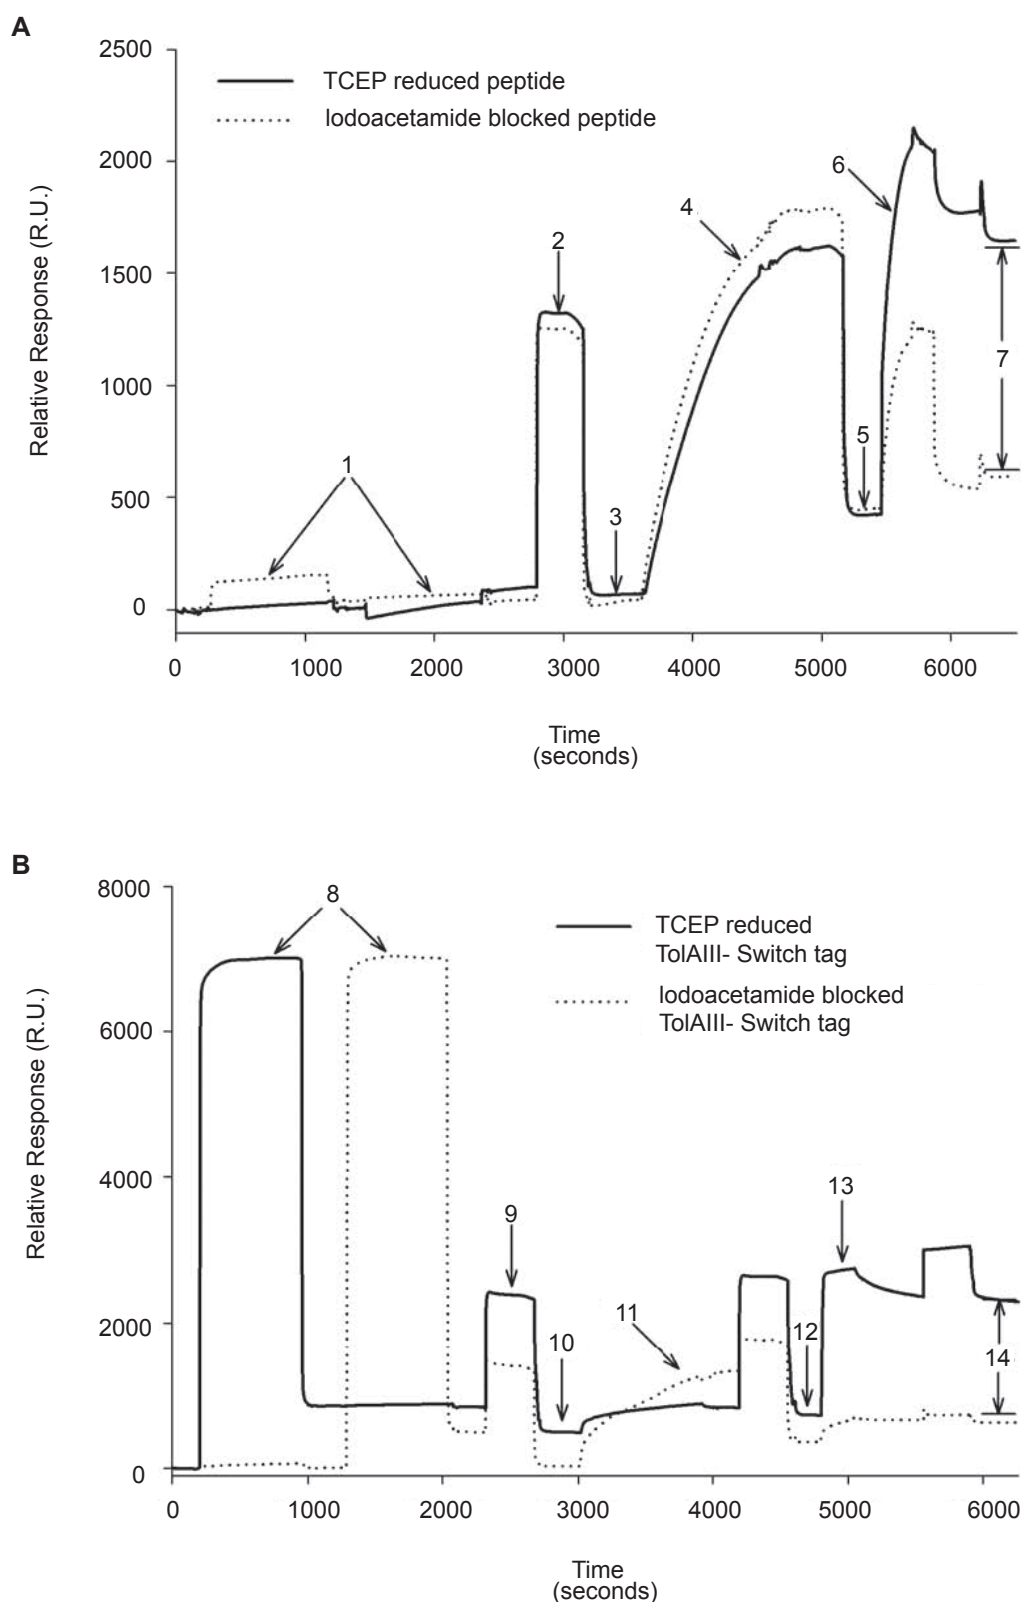 A
2500
2000
1500
1000
500
0
Relative Response (R.U.)
TCEP reduced peptide
Iodoacetamide blocked peptide
1
2
3
4
5
6
7
0 1000 2000 3000 4000 5000 6000
Time
(seconds)
B
8000
6000
4000
2000
0
Relative Response (R.U.)
TCEP reduced
TolAIII- Switch tag
Iodoacetamide blocked
TolAIII- Switch tag
8
9
10
11
12
13
14
0 1000 2000 3000 4000 5000 6000
Time
(seconds)